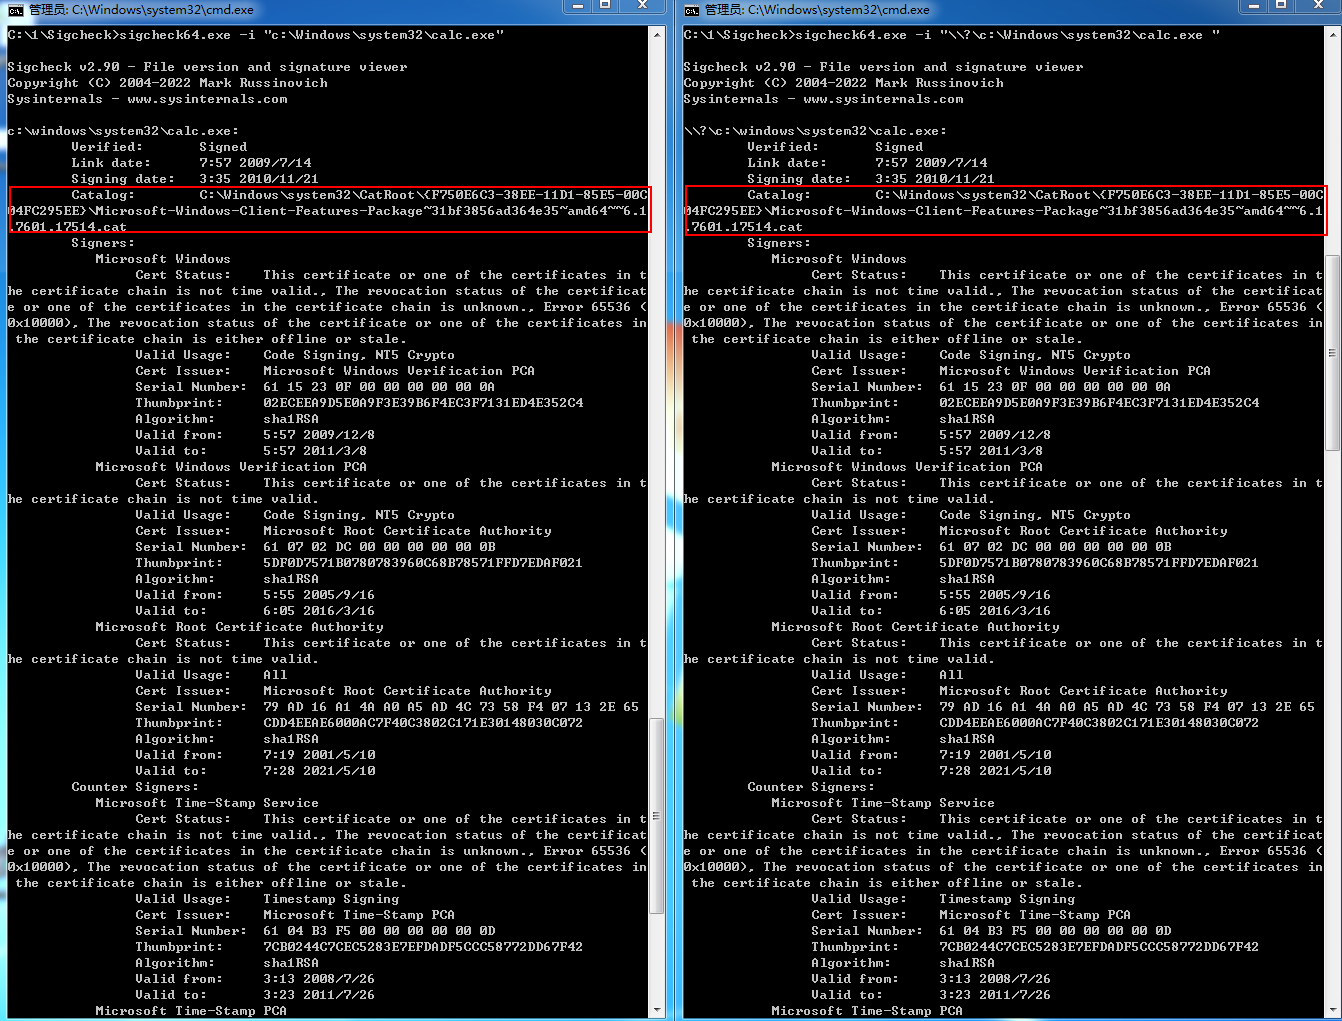 管理员: C:\Windows\system32\cmd.exe
C:\1\Sigcheck>sigcheck64.exe -i "c:\Windows\system32\calc.exe"
Sigcheck v2.90 - File version and signature viewer
Copyright (C) 2004-2022 Mark Russinovich
Sysinternals - www.sysinternals.com
c:\windows\system32\calc.exe:
Verified: Signed
Link date: 7:57 2009/7/14
Signing date: 3:35 2010/11/21
Catalog: C:\Windows\system32\CatRoot\{F750E6C3-38EE-11D1-85E5-00C
04FC295EE}\Microsoft-Windows-Client-Features-Package~31bf3856ad364e35~amd64~~6.1
.7601.17514.cat
Signers:
Microsoft Windows
Cert Status: This certificate or one of the certificates in t
he certificate chain is not time valid., The revocation status of the certificat
e or one of the certificates in the certificate chain is unknown., Error 65536 (
0x10000), The revocation status of the certificate or one of the certificates in
the certificate chain is either offline or stale.
Valid Usage: Code Signing, NT5 Crypto
Cert Issuer: Microsoft Windows Verification PCA
Serial Number: 61 15 23 0F 00 00 00 00 00 0A
Thumbprint: 02ECEEA9D5E0A9F3E39B6F4EC3F7131ED4E352C4
Algorithm: sha1RSA
Valid from: 5:57 2009/12/8
Valid to: 5:57 2011/3/8
Microsoft Windows Verification PCA
Cert Status: This certificate or one of the certificates in t
he certificate chain is not time valid.
Valid Usage: Code Signing, NT5 Crypto
Cert Issuer: Microsoft Root Certificate Authority
Serial Number: 61 07 02 DC 00 00 00 00 00 0B
Thumbprint: 5DF0D7571B0780783960C68B78571FFD7EDAF021
Algorithm: sha1RSA
Valid from: 5:55 2005/9/16
Valid to: 6:05 2016/3/16
Microsoft Root Certificate Authority
Cert Status: This certificate or one of the certificates in t
he certificate chain is not time valid.
Valid Usage: All
Cert Issuer: Microsoft Root Certificate Authority
Serial Number: 79 AD 16 A1 4A A0 A5 AD 4C 73 58 F4 07 13 2E 65
Thumbprint: CDD4EEAE6000AC7F40C3802C171E30148030C072
Algorithm: sha1RSA
Valid from: 7:19 2001/5/10
Valid to: 7:28 2021/5/10
Counter Signers:
Microsoft Time-Stamp Service
Cert Status: This certificate or one of the certificates in t
he certificate chain is not time valid., The revocation status of the certificat
e or one of the certificates in the certificate chain is unknown., Error 65536 (
0x10000), The revocation status of the certificate or one of the certificates in
the certificate chain is either offline or stale.
Valid Usage: Timestamp Signing
Cert Issuer: Microsoft Time-Stamp PCA
Serial Number: 61 04 B3 F5 00 00 00 00 00 0D
Thumbprint: 7CB0244C7CEC5283E7EFDADF5CCC58772DD67F42
Algorithm: sha1RSA
Valid from: 3:13 2008/7/26
Valid to: 3:23 2011/7/26
Microsoft Time-Stamp PCA
管理员: C:\Windows\system32\cmd.exe
C:\1\Sigcheck>sigcheck64.exe -i "\\?\c:\Windows\system32\calc.exe "
Sigcheck v2.90 - File version and signature viewer
Copyright (C) 2004-2022 Mark Russinovich
Sysinternals - www.sysinternals.com
\\?\c:\windows\system32\calc.exe:
Verified: Signed
Link date: 7:57 2009/7/14
Signing date: 3:35 2010/11/21
Catalog: C:\Windows\system32\CatRoot\{F750E6C3-38EE-11D1-85E5-00C
04FC295EE}\Microsoft-Windows-Client-Features-Package~31bf3856ad364e35~amd64~~6.1
.7601.17514.cat
Signers:
Microsoft Windows
Cert Status: This certificate or one of the certificates in t
he certificate chain is not time valid., The revocation status of the certificat
e or one of the certificates in the certificate chain is unknown., Error 65536 (
0x10000), The revocation status of the certificate or one of the certificates in
the certificate chain is either offline or stale.
Valid Usage: Code Signing, NT5 Crypto
Cert Issuer: Microsoft Windows Verification PCA
Serial Number: 61 15 23 0F 00 00 00 00 00 0A
Thumbprint: 02ECEEA9D5E0A9F3E39B6F4EC3F7131ED4E352C4
Algorithm: sha1RSA
Valid from: 5:57 2009/12/8
Valid to: 5:57 2011/3/8
Microsoft Windows Verification PCA
Cert Status: This certificate or one of the certificates in t
he certificate chain is not time valid.
Valid Usage: Code Signing, NT5 Crypto
Cert Issuer: Microsoft Root Certificate Authority
Serial Number: 61 07 02 DC 00 00 00 00 00 0B
Thumbprint: 5DF0D7571B0780783960C68B78571FFD7EDAF021
Algorithm: sha1RSA
Valid from: 5:55 2005/9/16
Valid to: 6:05 2016/3/16
Microsoft Root Certificate Authority
Cert Status: This certificate or one of the certificates in t
he certificate chain is not time valid.
Valid Usage: All
Cert Issuer: Microsoft Root Certificate Authority
Serial Number: 79 AD 16 A1 4A A0 A5 AD 4C 73 58 F4 07 13 2E 65
Thumbprint: CDD4EEAE6000AC7F40C3802C171E30148030C072
Algorithm: sha1RSA
Valid from: 7:19 2001/5/10
Valid to: 7:28 2021/5/10
Counter Signers:
Microsoft Time-Stamp Service
Cert Status: This certificate or one of the certificates in t
he certificate chain is not time valid., The revocation status of the certificat
e or one of the certificates in the certificate chain is unknown., Error 65536 (
0x10000), The revocation status of the certificate or one of the certificates in
the certificate chain is either offline or stale.
Valid Usage: Timestamp Signing
Cert Issuer: Microsoft Time-Stamp PCA
Serial Number: 61 04 B3 F5 00 00 00 00 00 0D
Thumbprint: 7CB0244C7CEC5283E7EFDADF5CCC58772DD67F42
Algorithm: sha1RSA
Valid from: 3:13 2008/7/26
Valid to: 3:23 2011/7/26
Microsoft Time-Stamp PCA